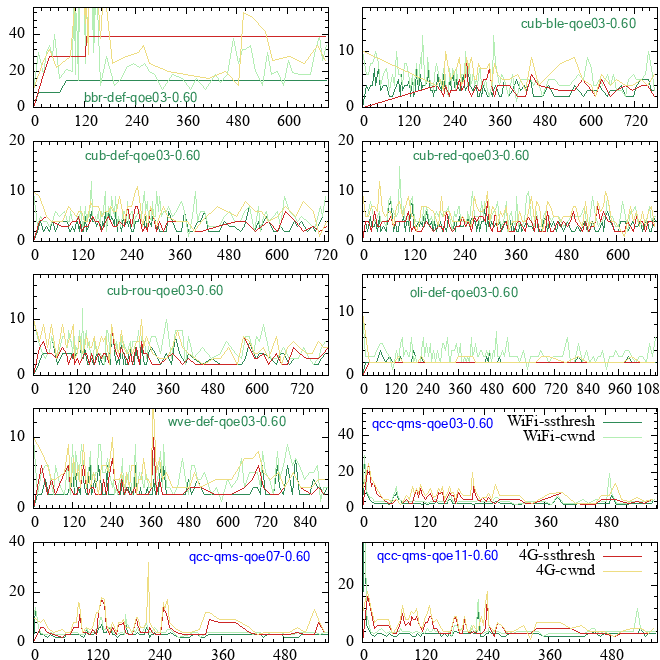 40
20
0
bbr-def-qoe03-0.60
0 120 240 360 480 600
10
0
cub-ble-qoe03-0.60
0 120 240 360 480 600 720
20
10
0
cub-def-qoe03-0.60
0 120 240 360 480 600 720
20
10
0
cub-red-qoe03-0.60
0 120 240 360 480 600
10
0
cub-rou-qoe03-0.60
0 120 240 360 480 600 720
10
0
oli-def-qoe03-0.60
0 120 240 360 480 600 720 840 960 108
10
0
wve-def-qoe03-0.60
0 120 240 360 480 600 720 840
40
20
0
qcc-qms-qoe03-0.60
WiFi-ssthresh
WiFi-cwnd
0 120 240 360 480
40
20
0
qcc-qms-qoe07-0.60
0 120 240 360 480
20
0
qcc-qms-qoe11-0.60
4G-ssthresh
4G-cwnd
0 120 240 360 480